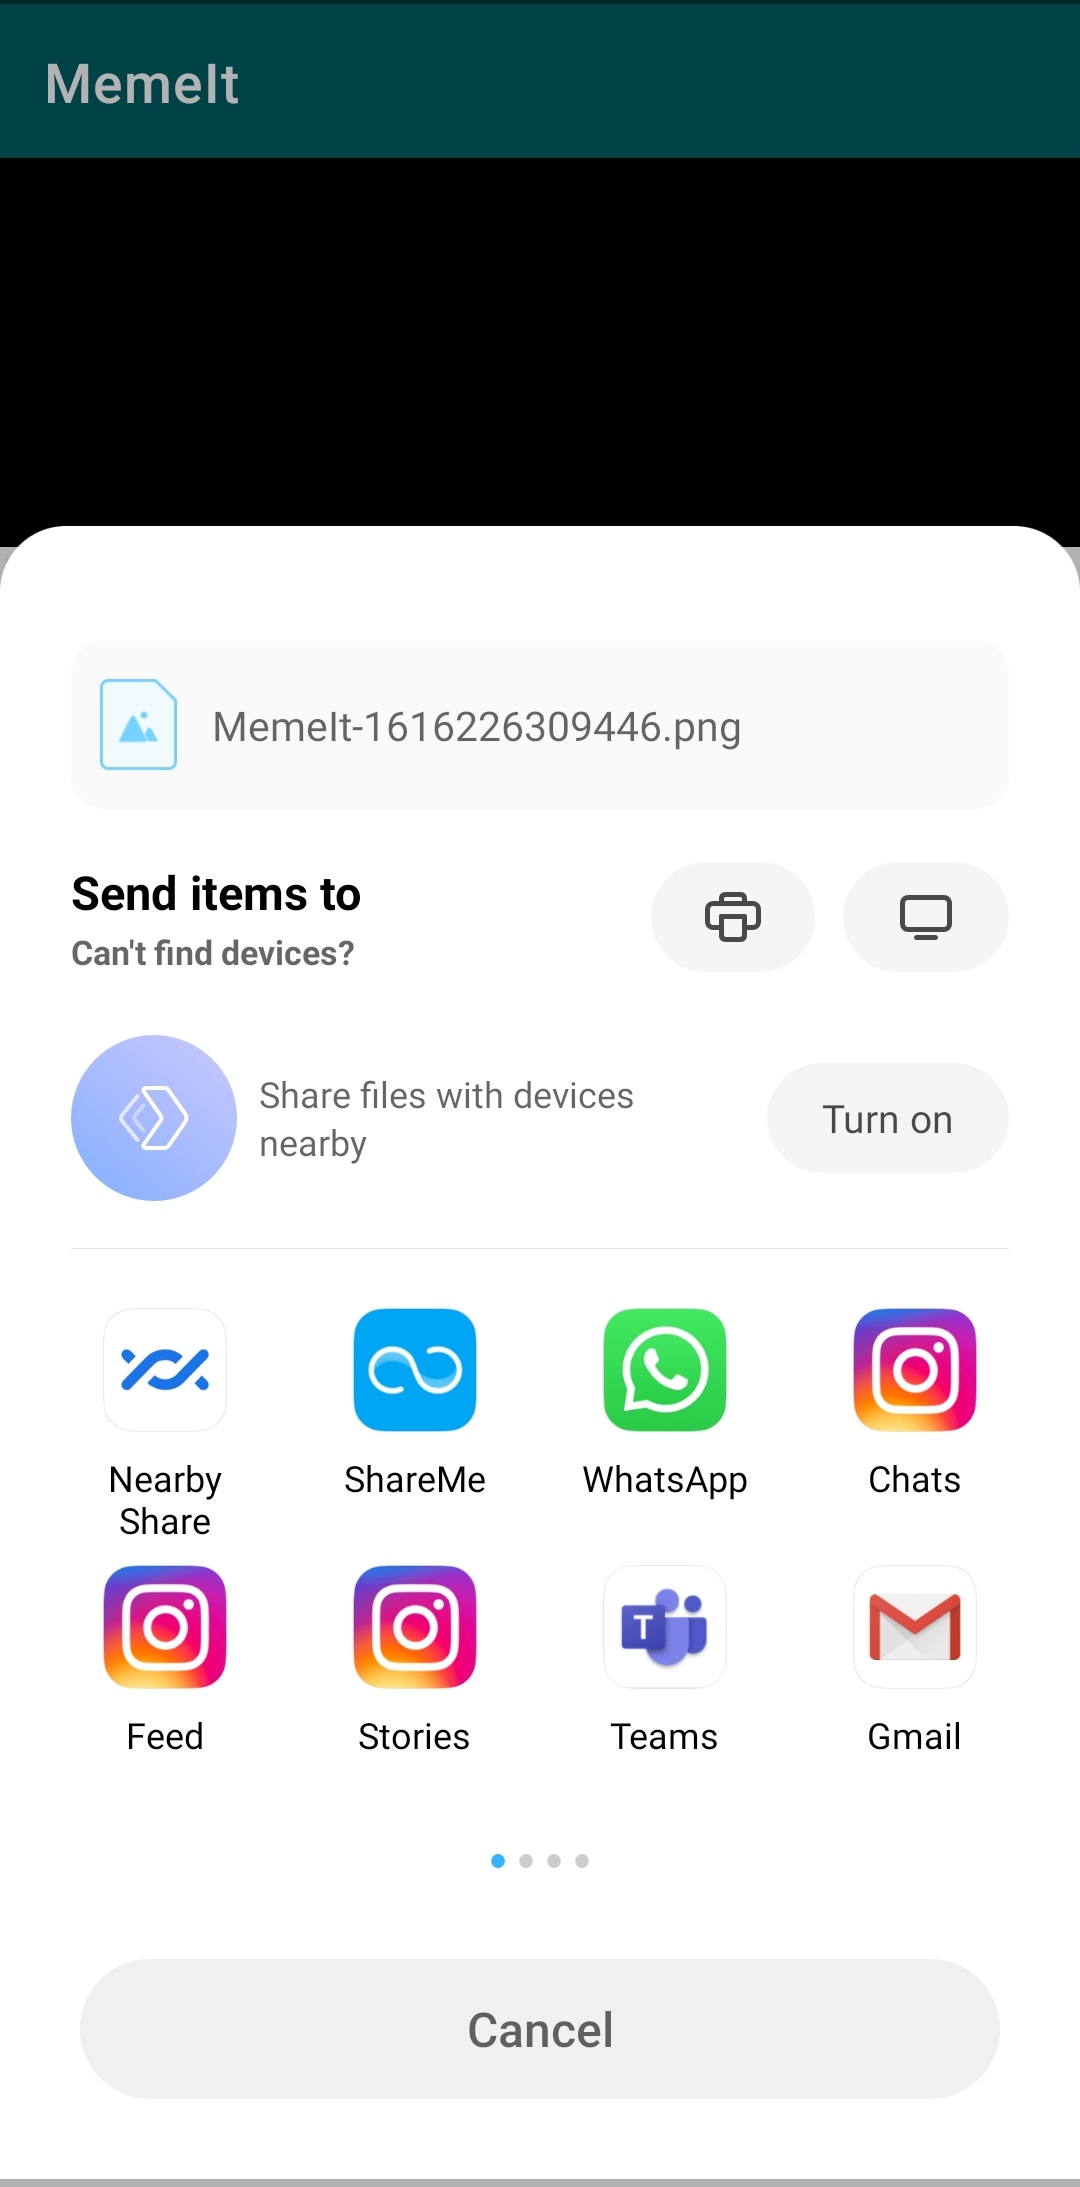 MemeIt
MemeIt-1616226309446.png
Send items to
Can't find devices?
Share files with devices
nearby
Turn on
Nearby
Share
ShareMe
WhatsApp
Chats
T
Feed
Stories
Teams
Gmail
Cancel